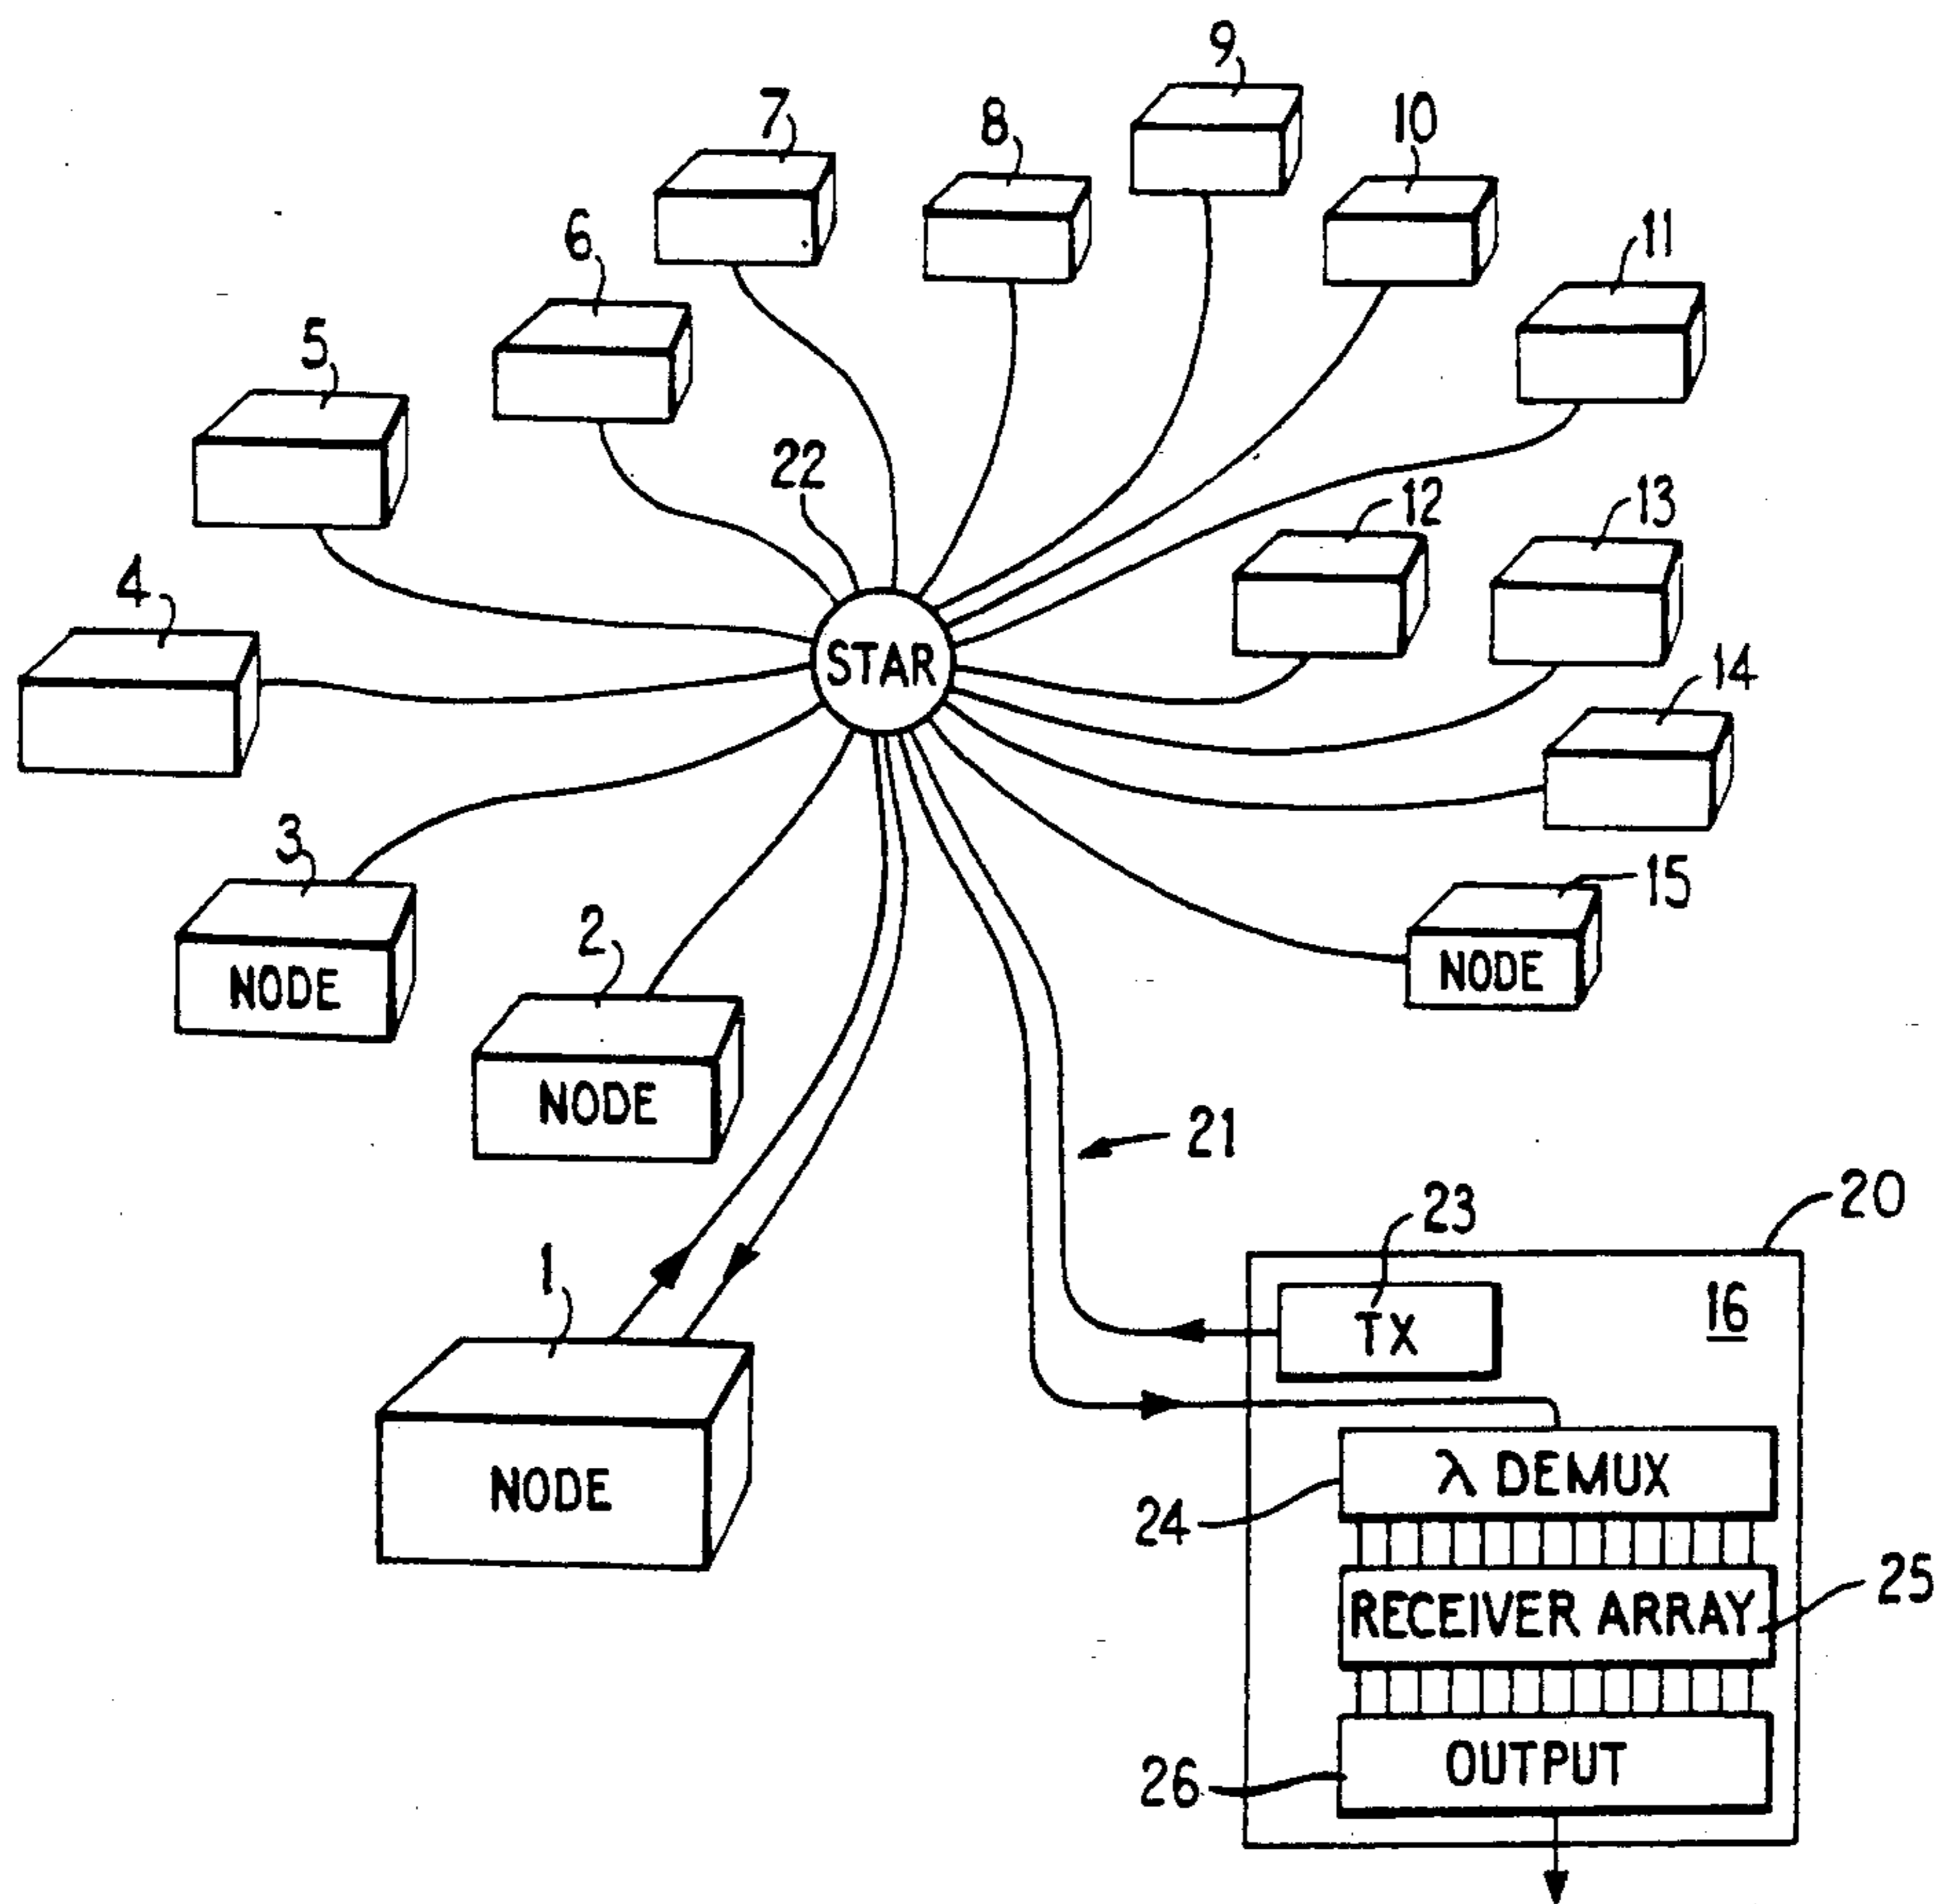 9
7
8
10
11
6
5
22
12
13
4
STAR
14
3
15
2
NODE
NODE
NODE
21
20
23
1
16
TX
NODE
λ DEMUX
24
25
RECEIVER ARRAY
OUTPUT
26